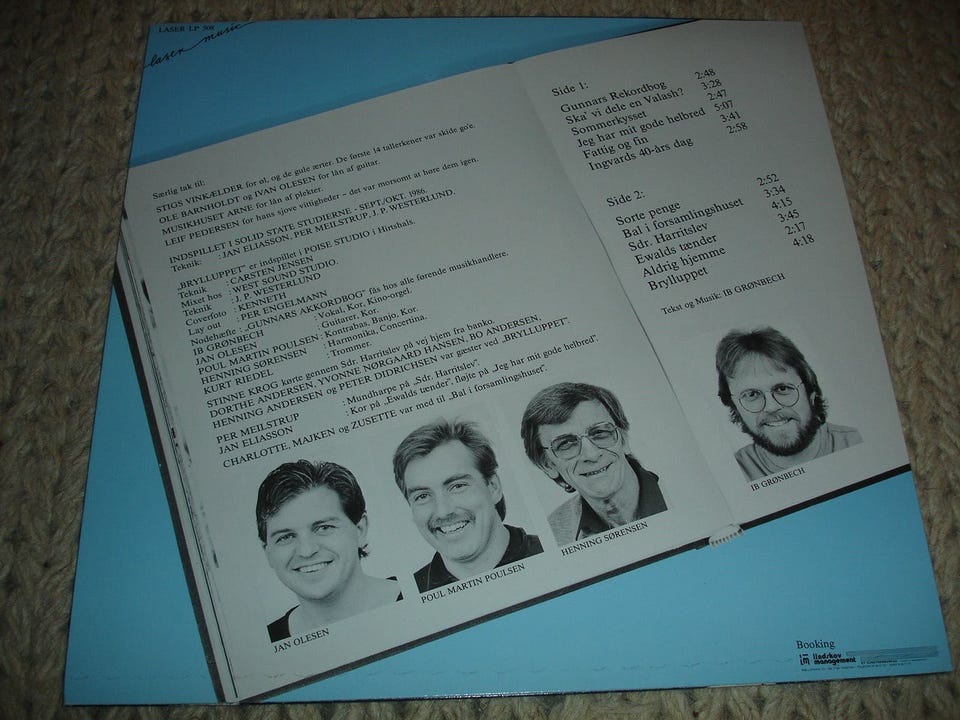 LASER LP 508
laser music
Særlig tak til:
STIGS VINKÆLDER for øl, og de gule ærter. De første 14 tallerkener var skide go'e.
OLE BARNHOLDT og IVAN OLESEN for lån af guitar.
MUSIKHUSET ARNE for lån af plekter.
LEIF PEDERSEN for hans sjove vittigheder – det var morsomt at høre dem igen.
INDSPILLET I SOLID STATE STUDIERNE - SEPT./OKT. 1986.
Teknik: : JAN ELIASSON, PER MEILSTRUP, J. P. WESTERLUND.
„BRYLLUPPET” er indspillet i POISE STUDIO i Hirtshals.
Teknik : CARSTEN JENSEN
Mixet hos : WEST SOUND STUDIO.
Teknik : J. P. WESTERLUND
Coverfoto : KENNETH
Lay out : PER ENGELMANN
Nodehæfte : „GUNNARS AKKORDBOG” fås hos alle førende musikhandlere.
IB GRØNBECH : Vokal, Kor, Kino-orgel.
JAN OLESEN : Guitarer, Kor.
POUL MARTIN POULSEN : Kontrabas, Banjo, Kor.
HENNING SØRENSEN : Harmonika, Concertina.
KURT RIEDEL : Trommer.
STINNE KROG kørte gennem Sdr. Harritslev på vej hjem fra banko.
DORTHE ANDERSEN, YVONNE NØRGAARD HANSEN, BO ANDERSEN,
HENNING ANDERSEN og PETER DIDRICHSEN var gæster ved „BRYLLUPPET”.
PER MEILSTRUP : Mundharpe på „Sdr. Harritslev”.
JAN ELIASSON : Kor på „Ewalds tænder”, fløjte på „Jeg har mit gode helbred”.
CHARLOTTE, MAJKEN og ZUSETTE var med til „Bal i forsamlingshuset”.
JAN OLESEN
POUL MARTIN POULSEN
HENNING SØRENSEN
Side 1:
Gunnars Rekordbog 2:48
Ska' vi dele en Valash? 3:28
Sommerkysset 2:47
Jeg har mit gode helbred 5:07
Fattig og fin 3:41
Ingvards 40-års dag 2:58
Side 2:
Sorte penge 2:52
Bal i forsamlingshuset 3:34
Sdr. Harritslev 4:15
Ewalds tænder 3:45
Aldrig hjemme 2:17
Brylluppet 4:18
Tekst og Musik: IB GRØNBECH
IB GRØNBECH
Booking
lindskov
management